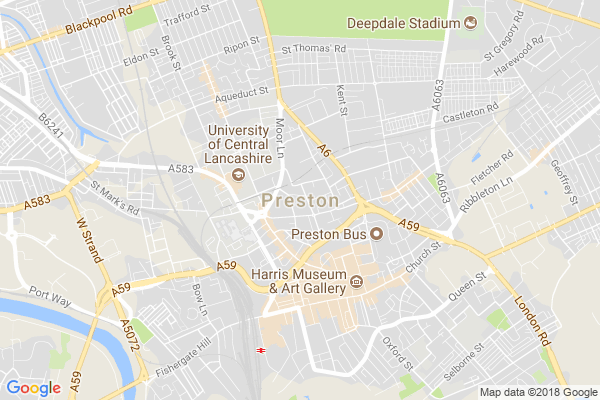 Deepdale Stadium
Trafford St
Blackpool Rd
Brook St
Ripon St
St Thomas' Rd
Eldon St
St Gregory Rd
Harewood Rd
Aqueduct St
Kent St
A6063
Castleton Rd
B6241
University
of Central
Lancashire
Moor Ln
A6
A583
Fletcher Rd
Geoffrey St
St Mark's Rd
A583
Preston
A6063
Ribbleton Ln
W Strand
A59
Preston Bus
Church St
A59
Harris Museum
& Art Gallery
Queen St
Port Way
A59
Bow Ln
A5072
London Rd
Fishergate Hill
Oxford St
Selborne St
A59
Google
Map data ©2018 Google